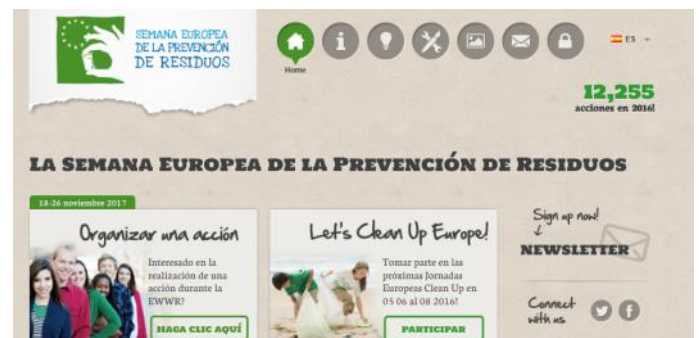 SEMANA EUROPEA
DE LA PREVENCIÓN
DE RESIDUOS
Home
ES
12,255
acciones en 2016!
LA SEMANA EUROPEA DE LA PREVENCIÓN DE RESIDUOS
18-26 noviembre 2017
Organizar una acción
Interesado en la
realización de una
acción durante la
EWWR?
HAGA CLIC AQUÍ
Let's Clean Up Europe!
Tomar parte en las
próximas Jornadas
Europeas Clean Up en
05 06 al 08 2016!
PARTICIPAR
Sign up now!
NEWSLETTER
Connect
with us